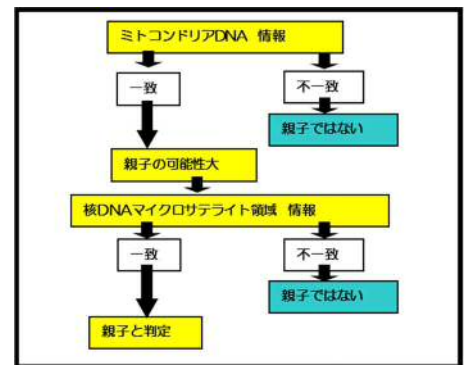 ミトコンドリアDNA 情報
一致
不一致
親子ではない
親子の可能性大
核DNAマイクロサテライト領域 情報
一致
不一致
親子ではない
親子と判定